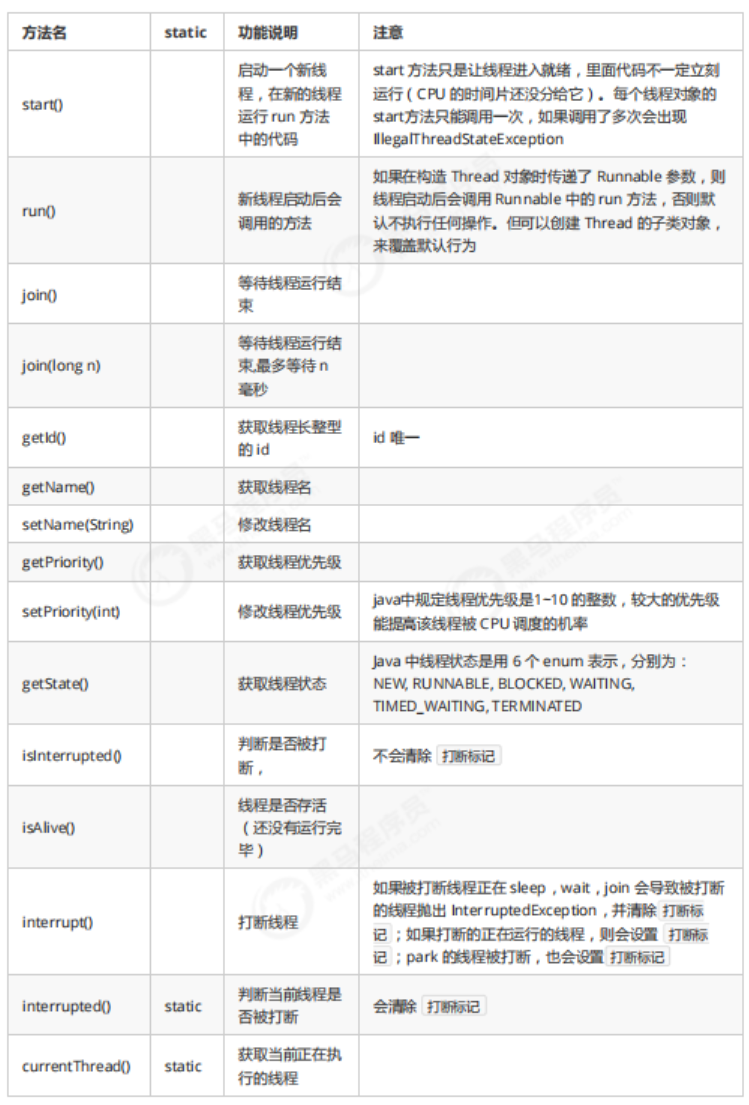 方法名 static 功能说明 注意
start() 启动一个新线
程，在新的线程
运行 run 方法
中的代码
start 方法只是让线程进入就绪，里面代码不一定立刻
运行（CPU 的时间片还没分给它）。每个线程对象的
start方法只能调用一次，如果调用了多次会出现
IllegalThreadStateException
run() 新线程启动后会
调用的方法
如果在构造 Thread 对象时传递了 Runnable 参数，则
线程启动后会调用 Runnable 中的 run 方法，否则默
认不执行任何操作。但可以创建 Thread 的子类对象，
来覆盖默认行为
join() 等待线程运行结
束
join(long n) 等待线程运行结
束,最多等待 n
毫秒
getId() 获取线程长整型
的 id
id 唯一
getName() 获取线程名
setName(String) 修改线程名
getPriority() 获取线程优先级
setPriority(int) 修改线程优先级
java中规定线程优先级是1~10 的整数，较大的优先级
能提高该线程被 CPU 调度的机率
getState() 获取线程状态
Java 中线程状态是用 6 个 enum 表示，分别为：
NEW, RUNNABLE, BLOCKED, WAITING,
TIMED_WAITING, TERMINATED
isInterrupted() 判断是否被打
断，
不会清除 打断标记
isAlive() 线程是否存活
（还没有运行完
毕）
interrupt() 打断线程
如果被打断线程正在 sleep，wait，join 会导致被打断
的线程抛出 InterruptedException，并清除 打断标
记 ；如果打断的正在运行的线程，则会设置 打断标
记 ；park 的线程被打断，也会设置 打断标记
interrupted() static 判断当前线程是
否被打断
会清除 打断标记
currentThread() static 获取当前正在执
行的线程